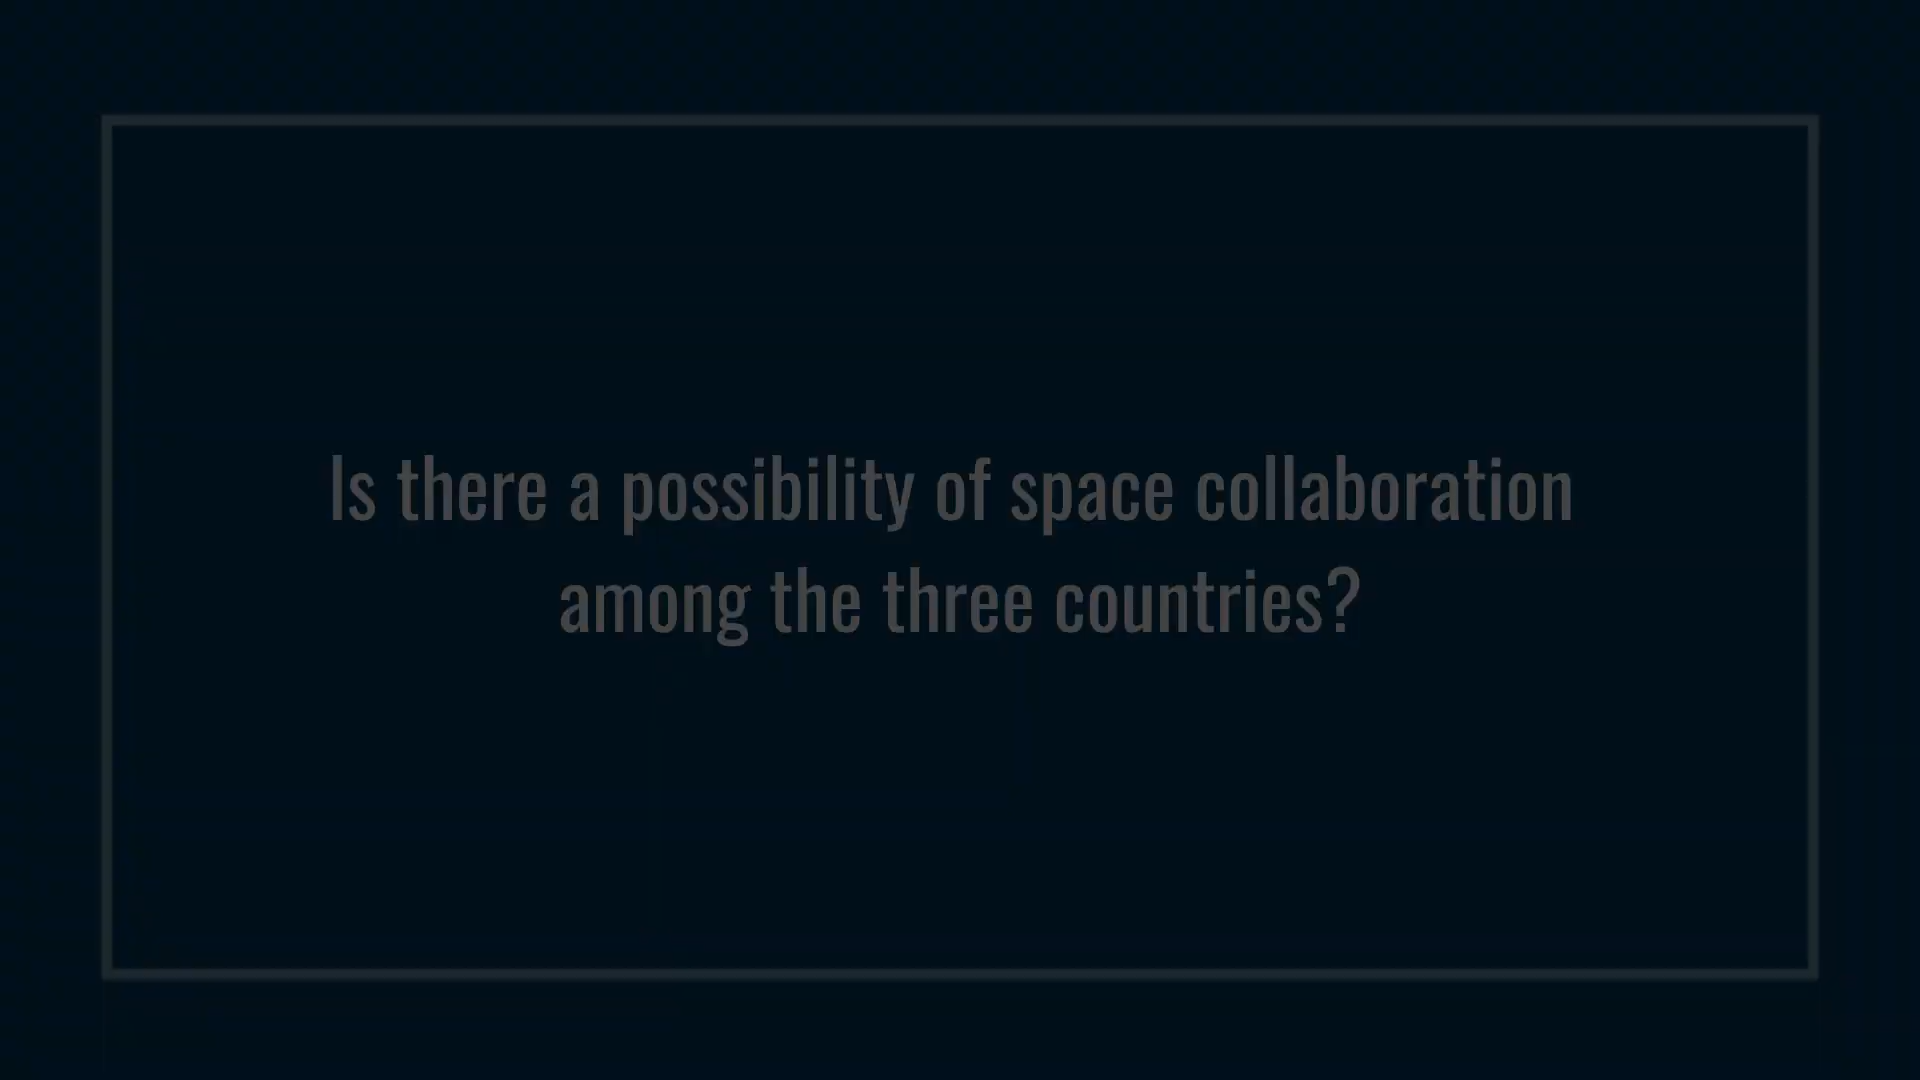 Is there a possibility of space collaboration
among the three countries?